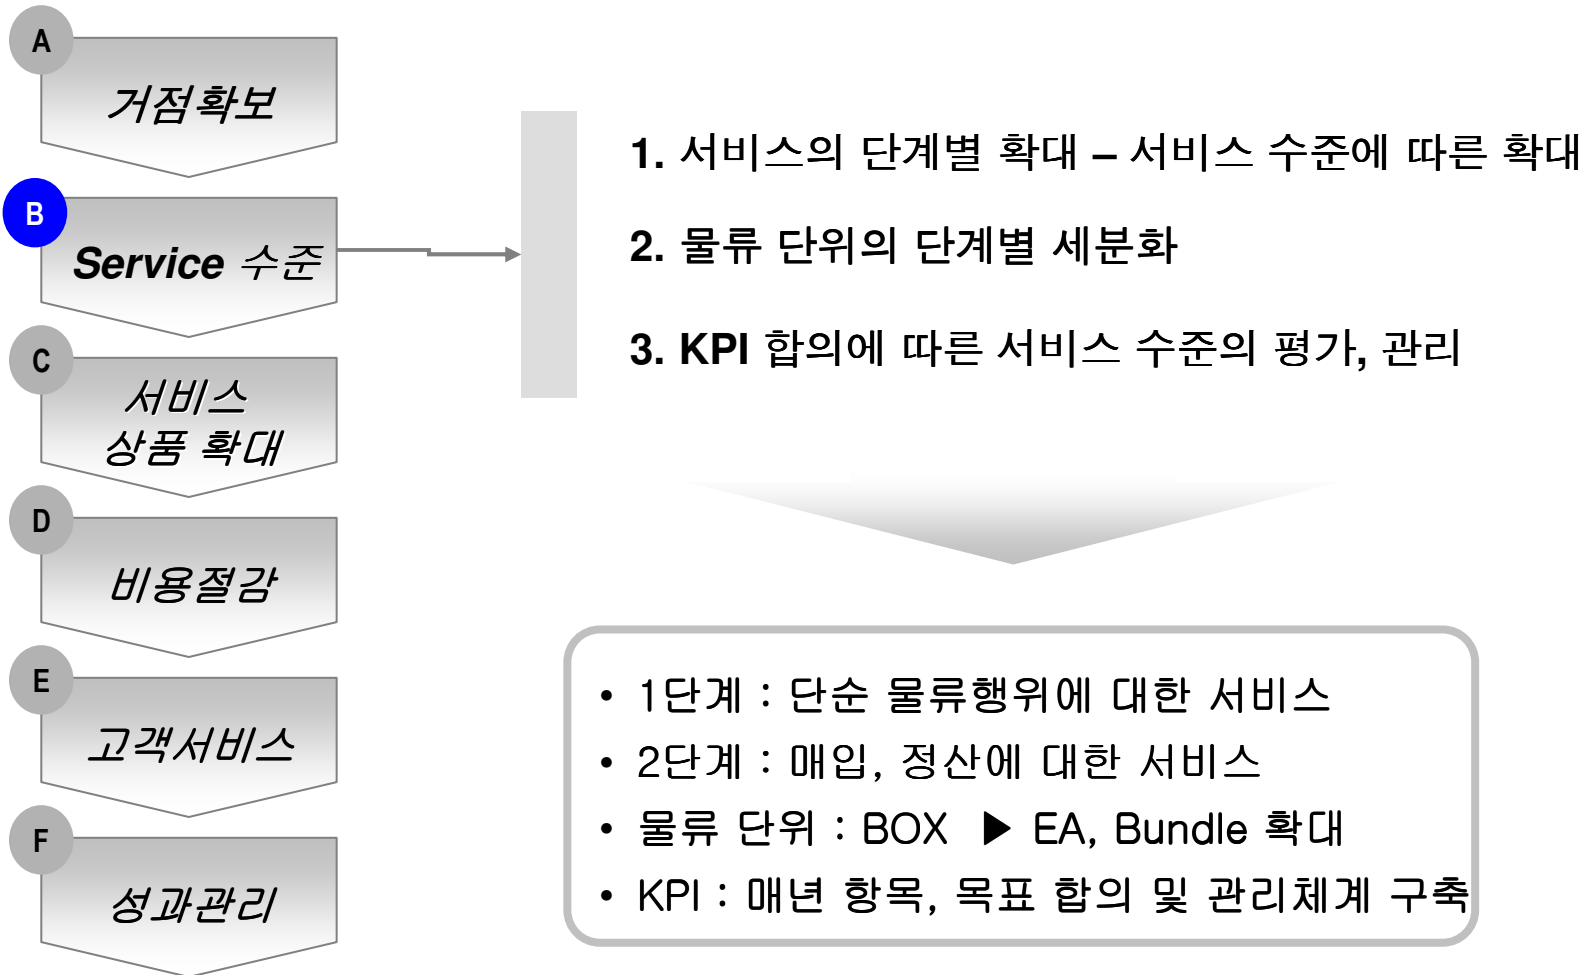 A
거점확보
B
Service 수준
C
서비스
상품 확대
D
비용절감
E
고객서비스
F
성과관리
1. 서비스의 단계별 확대 – 서비스 수준에 따른 확대
2. 물류 단위의 단계별 세분화
3. KPI 합의에 따른 서비스 수준의 평가, 관리
• 1단계 : 단순 물류행위에 대한 서비스
• 2단계 : 매입, 정산에 대한 서비스
• 물류 단위 : BOX ▶ EA, Bundle 확대
• KPI : 매년 항목, 목표 합의 및 관리체계 구축